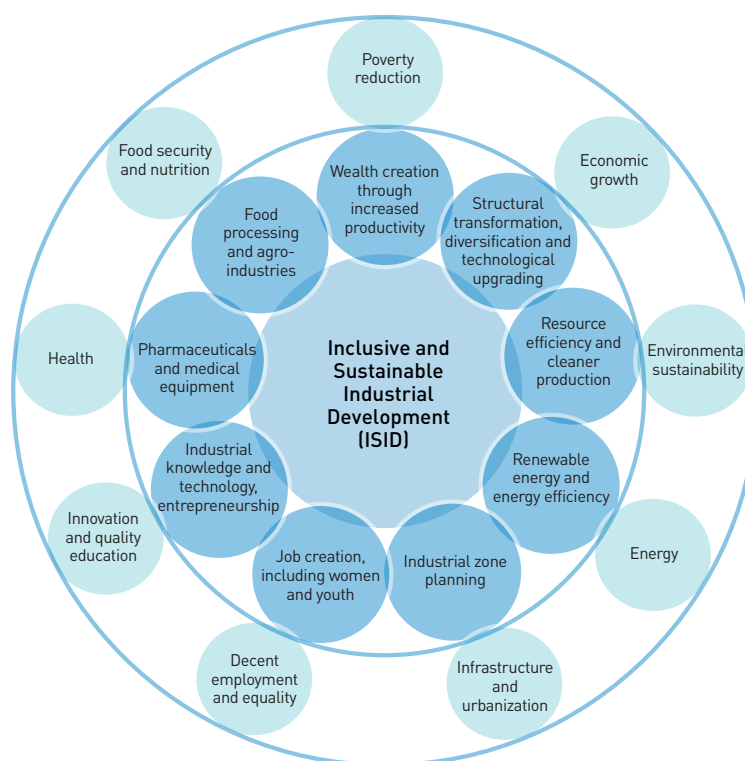 Poverty
reduction
Food security
and nutrition
Economic
growth
Wealth creation
through
increased
productivity
Food
processing
and agro-
industries
Structural
transformation,
diversification and
technological
upgrading
Health
Pharmaceuticals
and medical
equipment
Inclusive and
Sustainable
Industrial
Development
(ISID)
Resource
efficiency and
cleaner
production
Environmental
sustainability
Industrial
knowledge and
technology,
entrepreneurship
Renewable
energy and
energy efficiency
Innovation
and quality
education
Job creation,
including women
and youth
Industrial zone
planning
Energy
Decent
employment
and equality
Infrastructure
and
urbanization